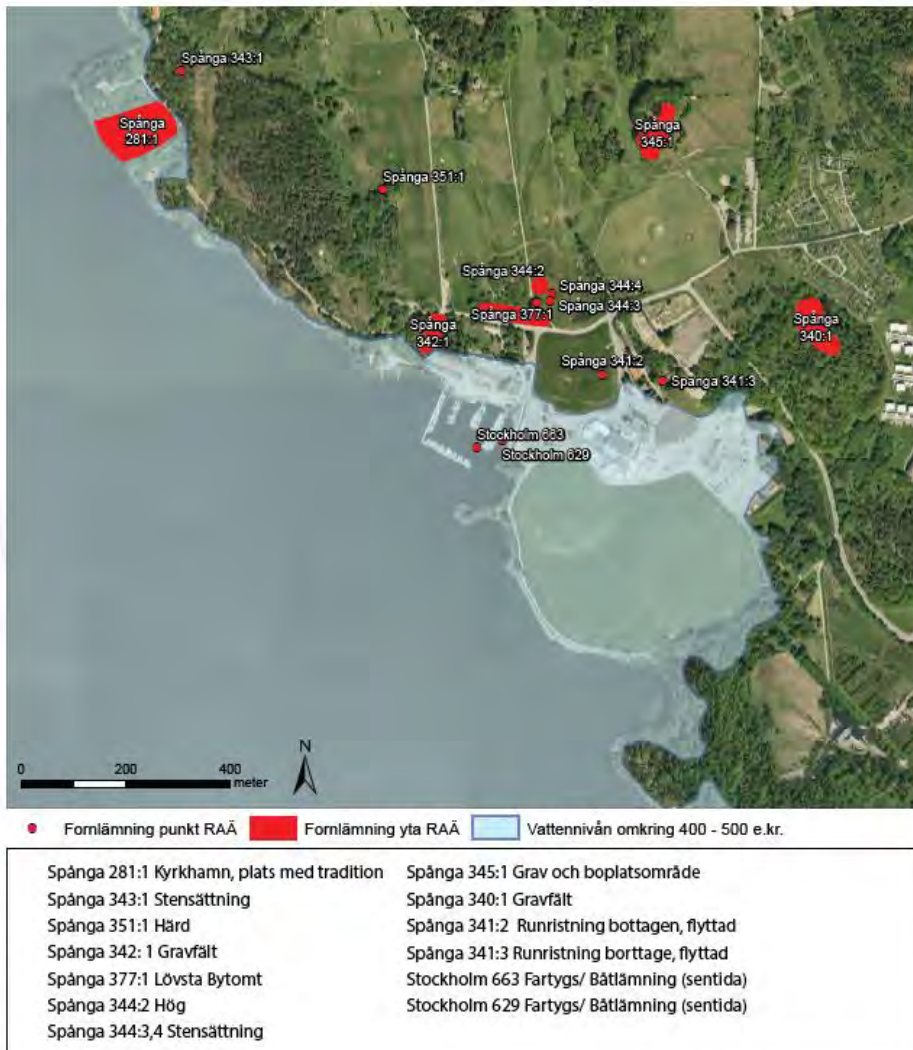 Spånga 343:1
Spånga
281:1
Spånga
345:1
Spånga 351:1
Spånga 344:2
Spånga 344:4
Spånga 344:3
Spånga 377:1
Spånga
342:1
Spånga
340:1
Spånga 341:2
Spånga 341:3
Stockholm 663
Stockholm 629
N
0 200 400
meter
Fornlämning punkt RAÄ Fornlämning yta RAÄ Vattennivån omkring 400 - 500 e.kr.
Spånga 281:1 Kyrkhamn, plats med tradition
Spånga 343:1 Stensättning
Spånga 351:1 Härd
Spånga 342: 1 Gravfält
Spånga 377:1 Lövsta Bytomt
Spånga 344:2 Hög
Spånga 344:3,4 Stensättning
Spånga 345:1 Grav och boplatsområde
Spånga 340:1 Gravfält
Spånga 341:2 Runristning bottagen, flyttad
Spånga 341:3 Runristning borttage, flyttad
Stockholm 663 Fartygs/ Båtlämning (sentida)
Stockholm 629 Fartygs/ Båtlämning (sentida)